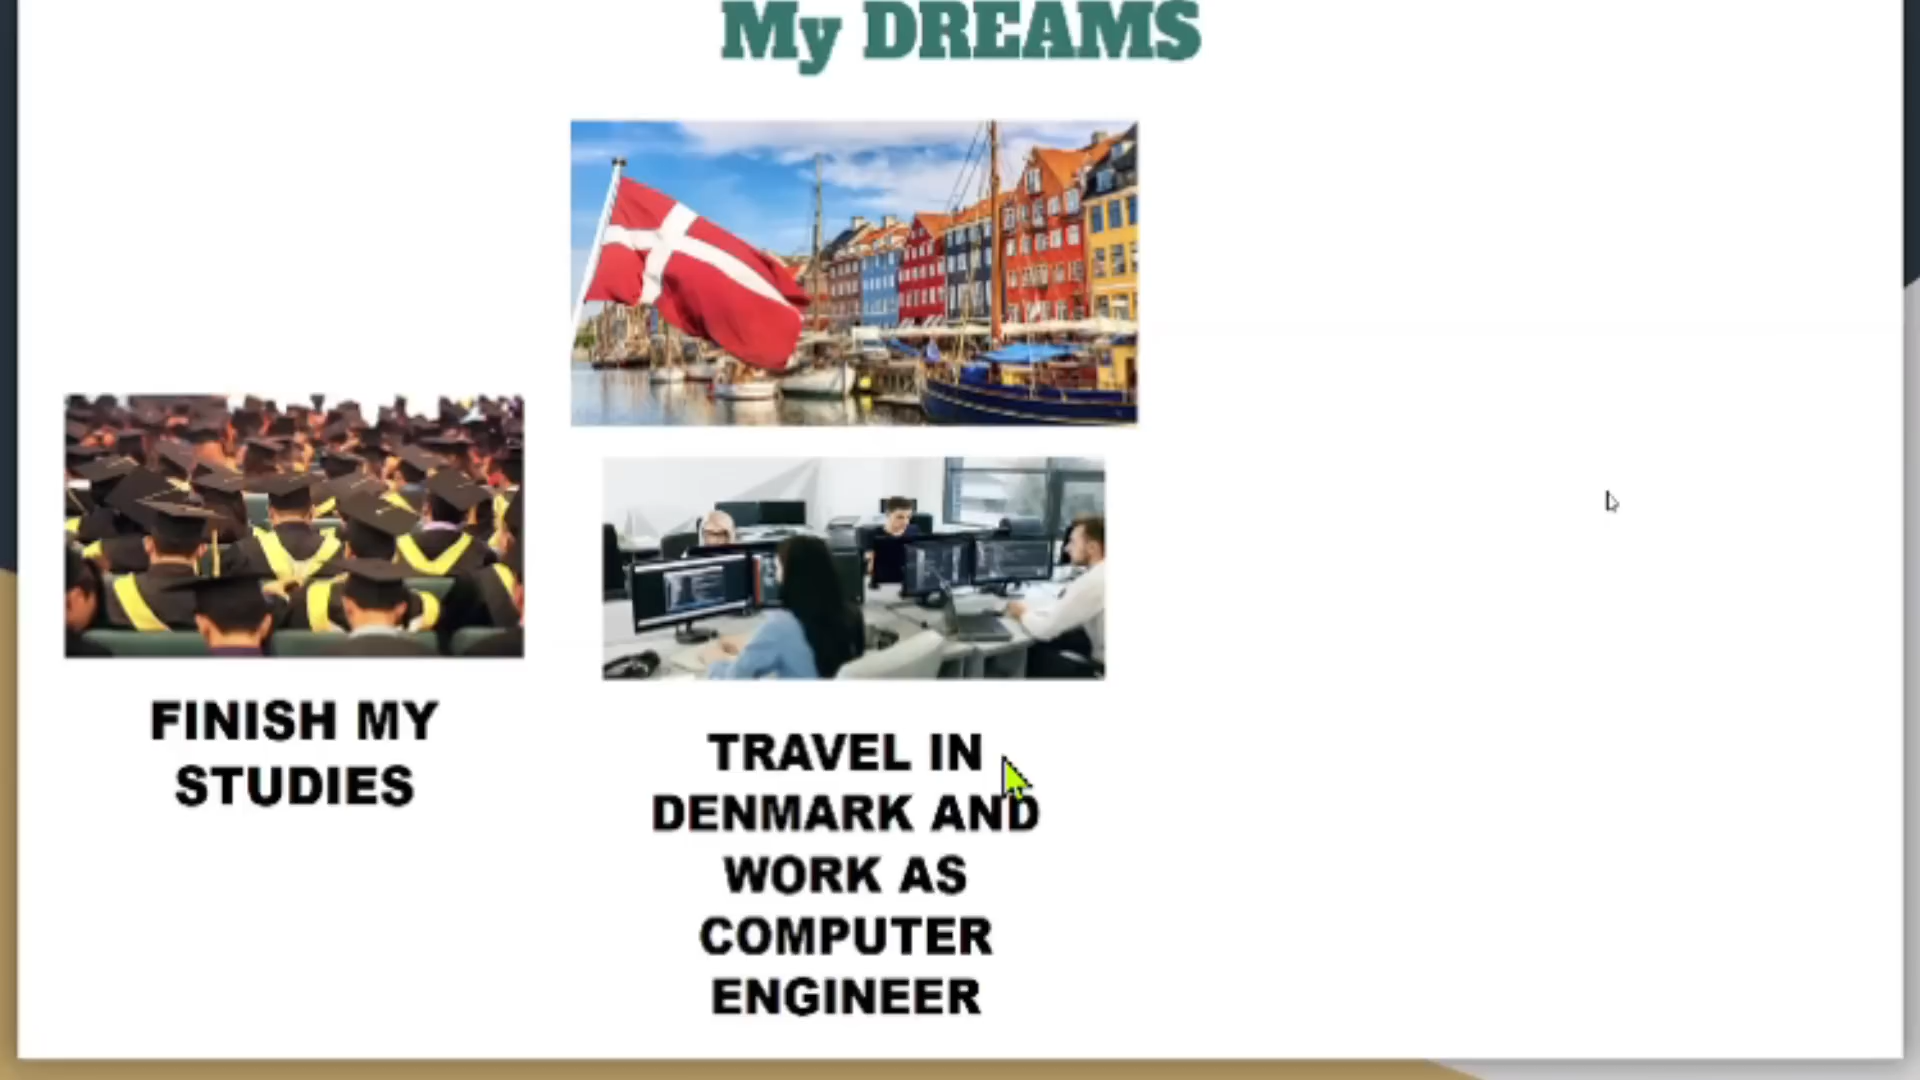 My DREAMS
FINISH MY
STUDIES
TRAVEL IN
DENMARK AND
WORK AS
COMPUTER
ENGINEER